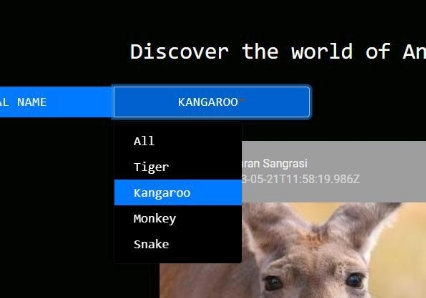 Discover the world of An
AL NAME
KANGAROO
All
Tiger
Kangaroo
Monkey
Snake
ran Sangrasi
3-05-21T11:58:19.986Z